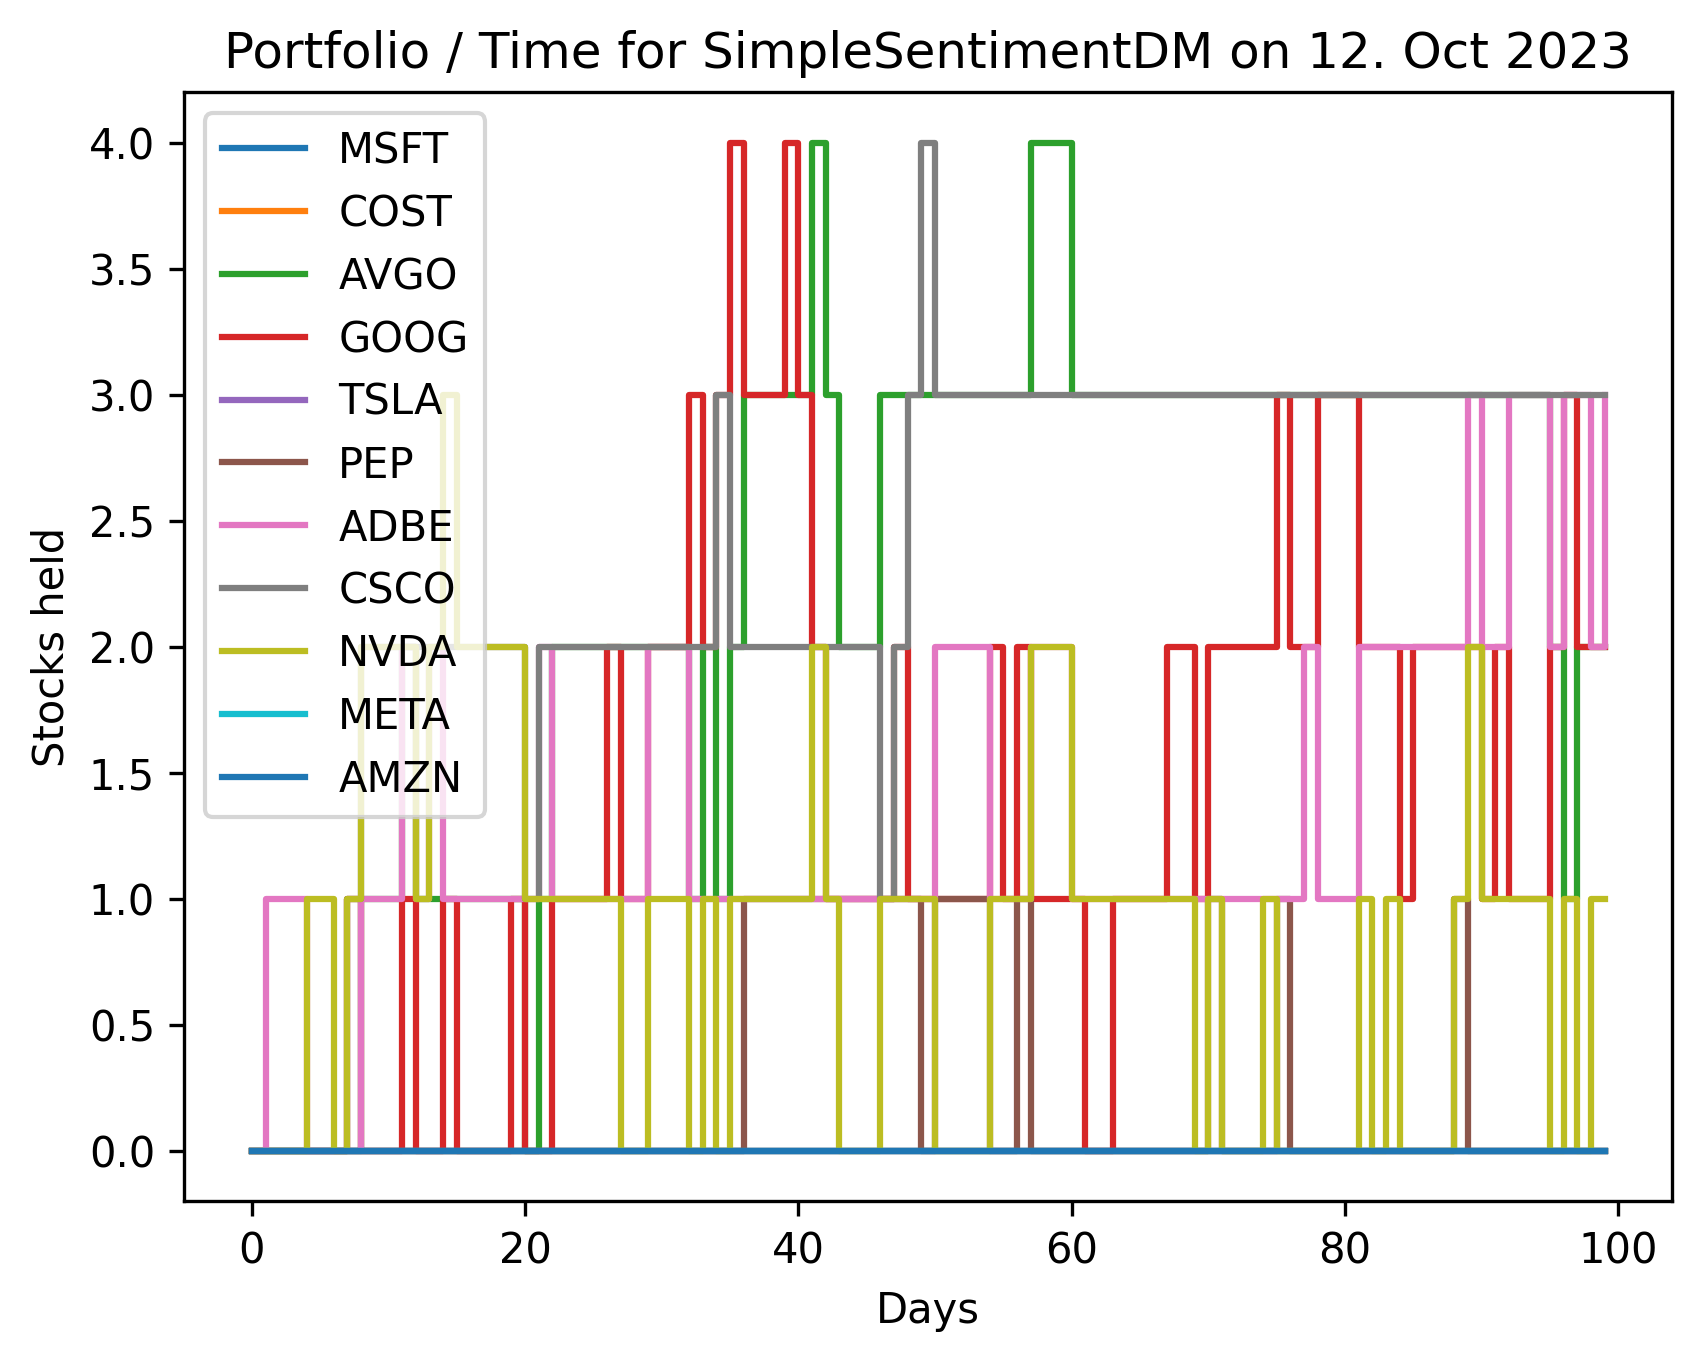 Portfolio / Time for SimpleSentimentDM on 12. Oct 2023
4.0
3.5
3.0
2.5
2.0
1.5
1.0
0.5
0.0
Stocks held
MSFT
COST
AVGO
GOOG
TSLA
PEP
ADBE
CSCO
NVDA
META
AMZN
0 20 40 60 80 100
Days